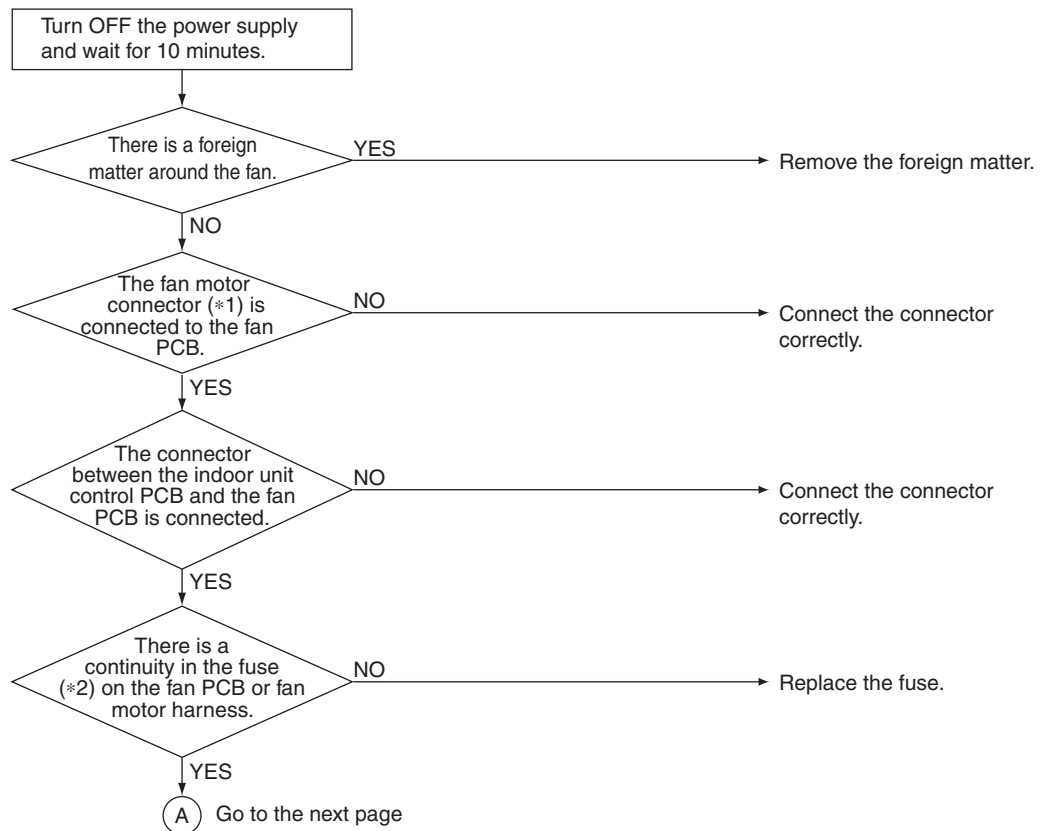 Turn OFF the power supply
and wait for 10 minutes.
There is a foreign
matter around the fan.
YES
Remove the foreign matter.
NO
The fan motor
connector (*1) is
connected to the fan
PCB.
NO
Connect the connector
correctly.
YES
The connector
between the indoor unit
control PCB and the fan
PCB is connected.
NO
Connect the connector
correctly.
YES
There is a
continuity in the fuse
(*2) on the fan PCB or fan
motor harness.
NO
Replace the fuse.
YES
A Go to the next page